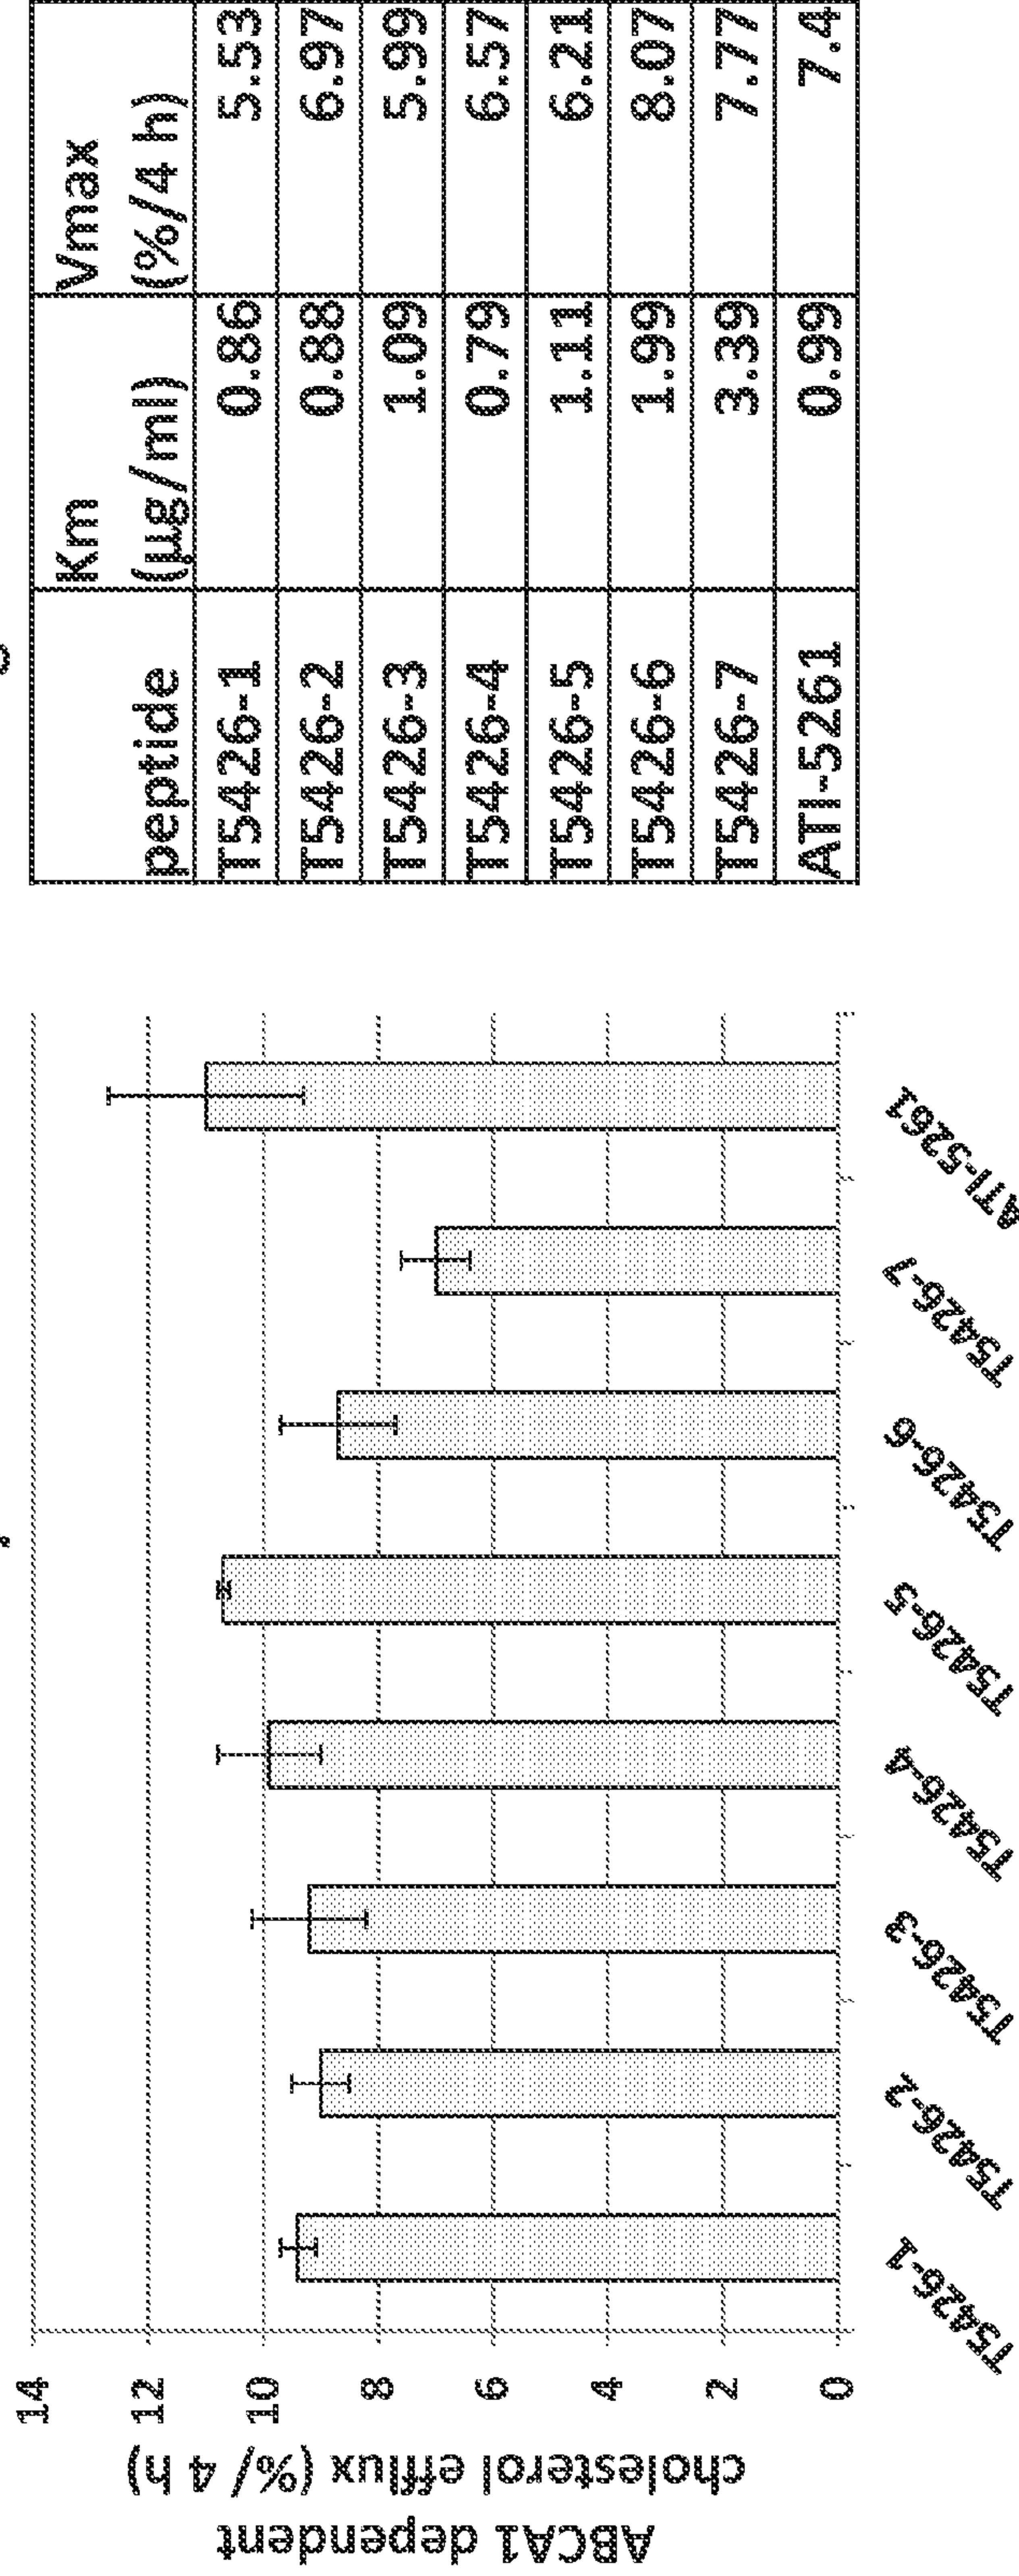 ABCA1 dependent
cholesterol efflux (%/ 4 h)
14
12
10
8
6
4
2
0
T5426-1
T5426-2
T5426-3
T5426-4
T5426-5
T5426-6
T5426-7
ATI-5261
peptide Km (µg/ml) Vmax (%/4 h)
T5426-1 0.86 5.53
T5426-2 0.88 6.97
T5426-3 1.09 5.99
T5426-4 0.79 6.57
T5426-5 1.11 6.21
T5426-6 1.99 8.07
T5426-7 3.39 7.77
ATI-5261 0.99 7.4